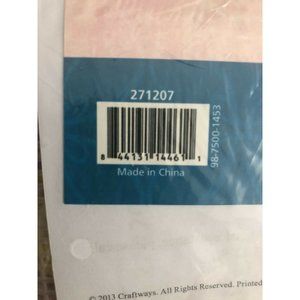 271207
8 44131 14461 1
Made in China
98-7500-1453
© 2013 Craftways. All Rights Reserved. Printed